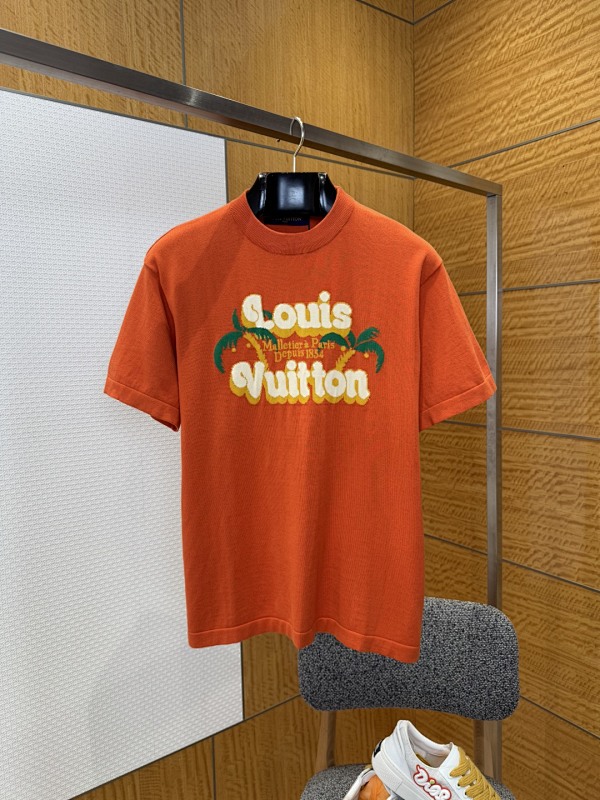 Louis
Malletier à Paris
Depuis 1854
Vuitton